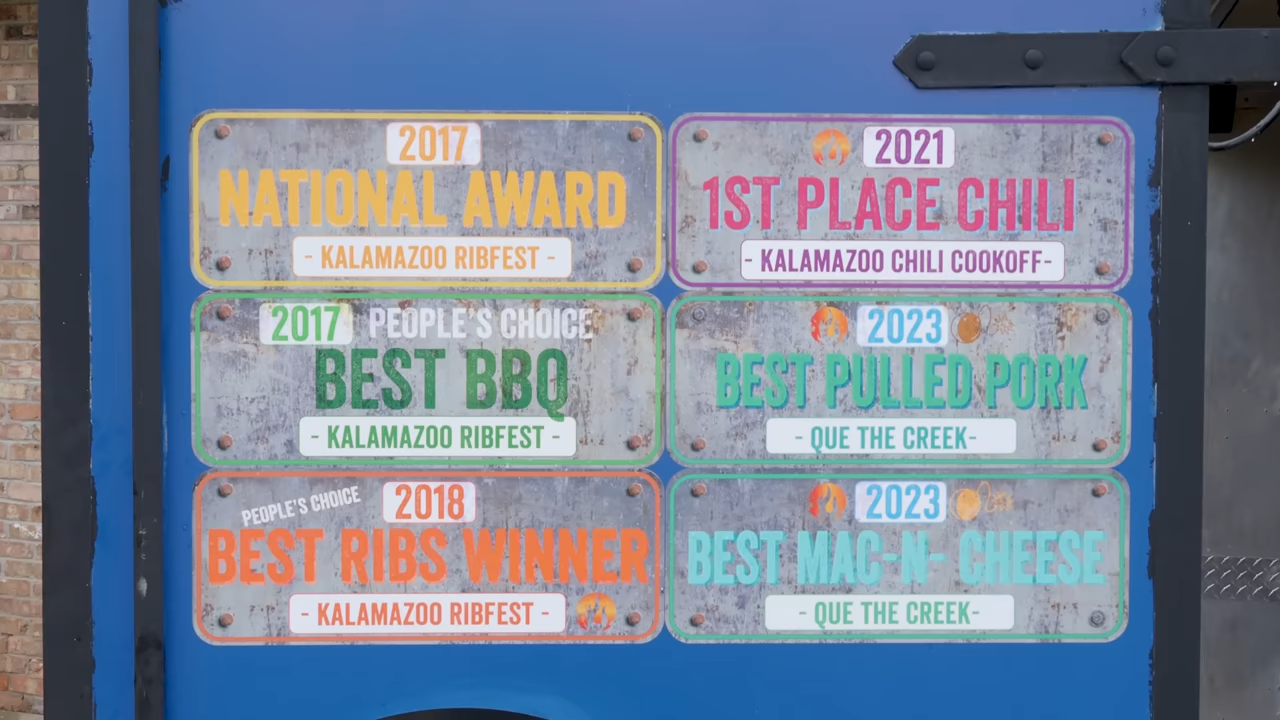 2017
NATIONAL AWARD
- KALAMAZOO RIBFEST -
2021
1ST PLACE CHILI
- KALAMAZOO CHILI COOKOFF-
2017 PEOPLE'S CHOICE
BEST BBQ
- KALAMAZOO RIBFEST -
2023
BEST PULLED PORK
- QUE THE CREEK-
PEOPLE'S CHOICE 2018
BEST RIBS WINNER
- KALAMAZOO RIBFEST -
2023
BEST MAC-N- CHEESE
- QUE THE CREEK-